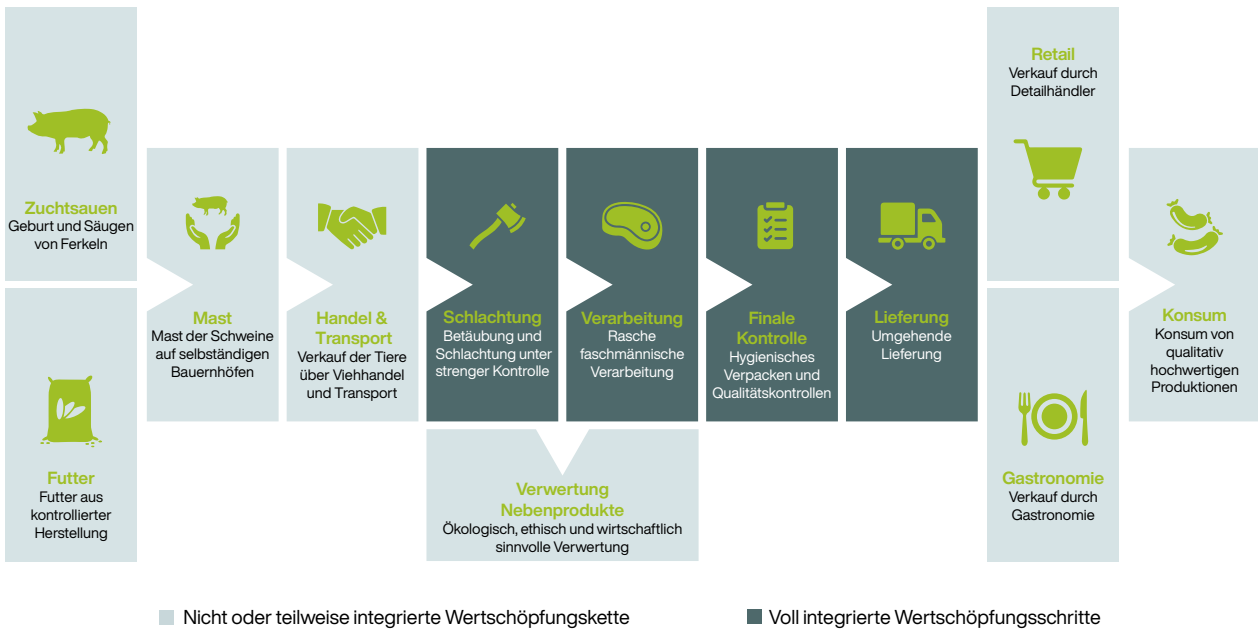 Zuchtsauen
Geburt und Säugen
von Ferkeln
Futter
Futter aus
kontrollierter
Herstellung
Mast
Mast der Schweine
auf selbständigen
Bauernhöfen
Handel &
Transport
Verkauf der Tiere
über Viehhandel
und Transport
Schlachtung
Betäubung und
Schlachtung unter
strenger Kontrolle
Verarbeitung
Rasche
faschmännische
Verarbeitung
Verwertung
Nebenprodukte
Ökologisch, ethisch und wirtschaftlich
sinnvolle Verwertung
Finale
Kontrolle
Hygienisches
Verpacken und
Qualitätskontrollen
Lieferung
Umgehende
Lieferung
Retail
Verkauf durch
Detailhändler
Gastronomie
Verkauf durch
Gastronomie
Konsum
Konsum von
qualitativ
hochwertigen
Produktionen
Nicht oder teilweise integrierte Wertschöpfungskette
Voll integrierte Wertschöpfungsschritte